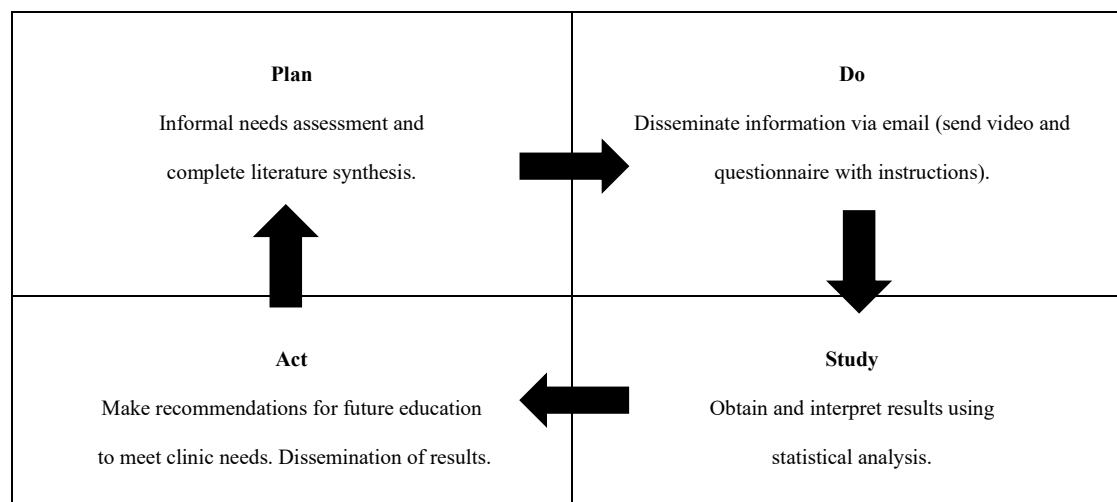 Plan
Informal needs assessment and
complete literature synthesis.
Do
Disseminate information via email (send video and
questionnaire with instructions).
Act
Make recommendations for future education
to meet clinic needs. Dissemination of results.
Study
Obtain and interpret results using
statistical analysis.